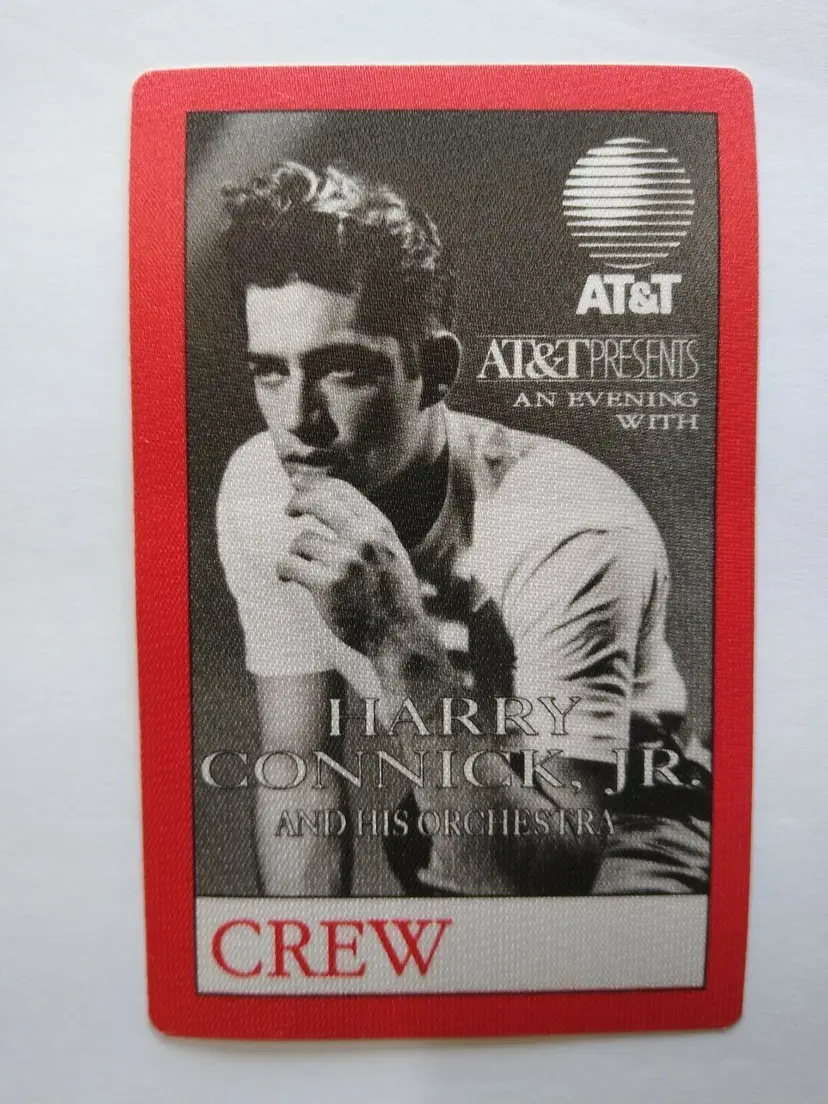 AT&T
AT&T PRESENTS
AN EVENING
WITH
HARRY
CONNICK, JR.
AND HIS ORCHESTRA
CREW